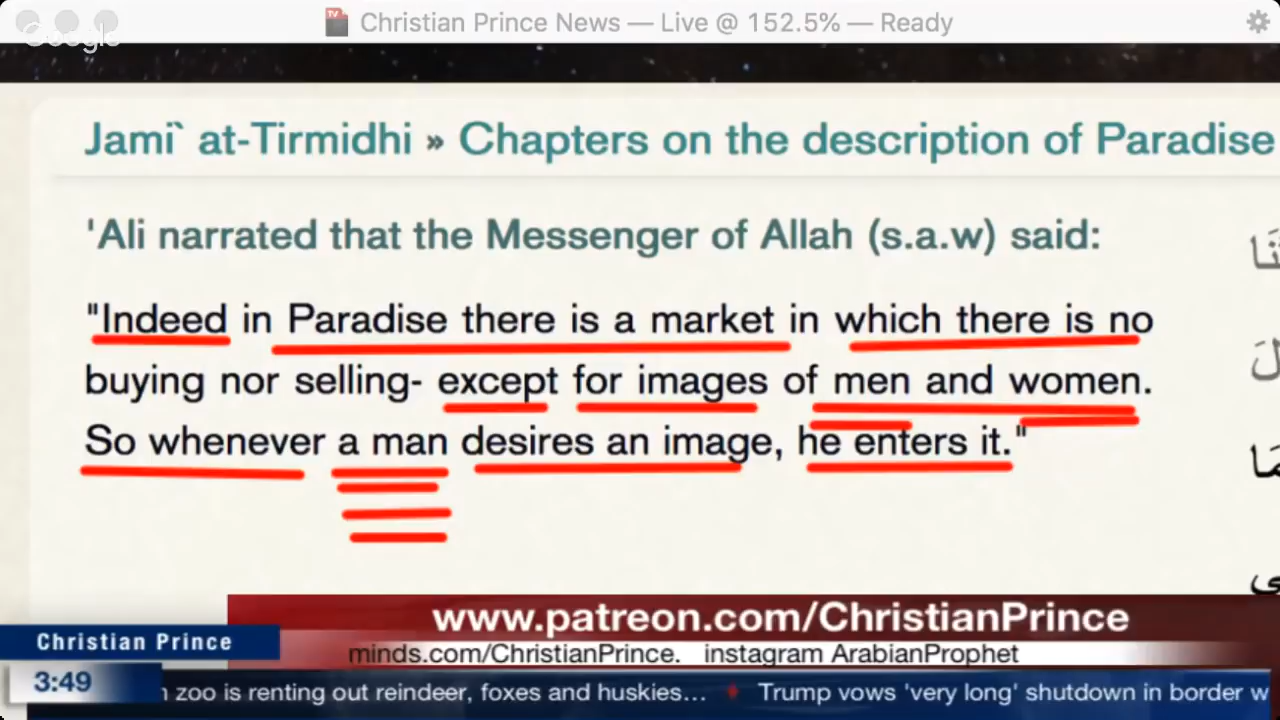 Christian Prince News — Live @ 152.5% — Ready
Google
Jami` at-Tirmidhi » Chapters on the description of Paradise
'Ali narrated that the Messenger of Allah (s.a.w) said:
"Indeed in Paradise there is a market in which there is no
buying nor selling- except for images of men and women.
So whenever a man desires an image, he enters it."
www.patreon.com/ChristianPrince
Christian Prince
minds.com/ChristianPrince. instagram ArabianProphet
3:49
zoo is renting out reindeer, foxes and huskies... ♦ Trump vows 'very long' shutdown in border w